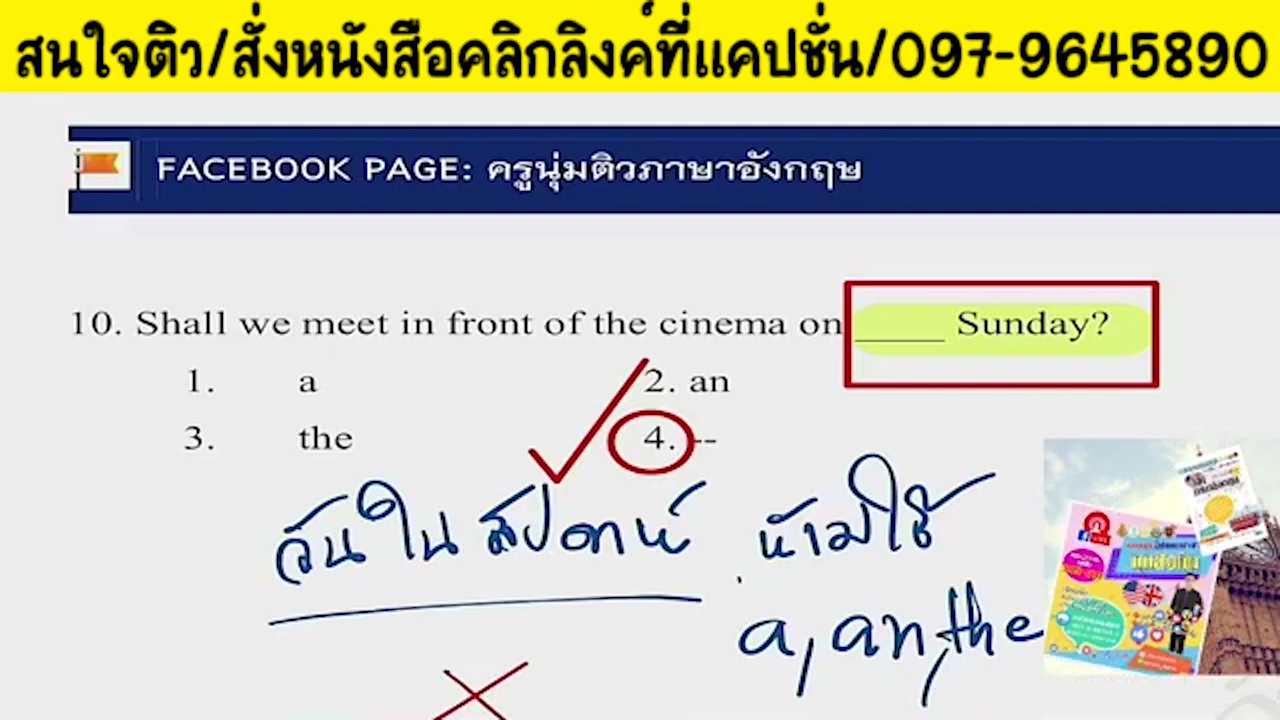 สนใจติว/สั่งหนังสือคลิกลิงค์ที่แคปชั่น/097-9645890
FACEBOOK PAGE: ครูนุ่มติวภาษาอังกฤษ
10. Shall we meet in front of the cinema on _____ Sunday?
1. a 2. an
3. the 4. --
วันในสัปดาห์ ห้ามใช้
a, an, the